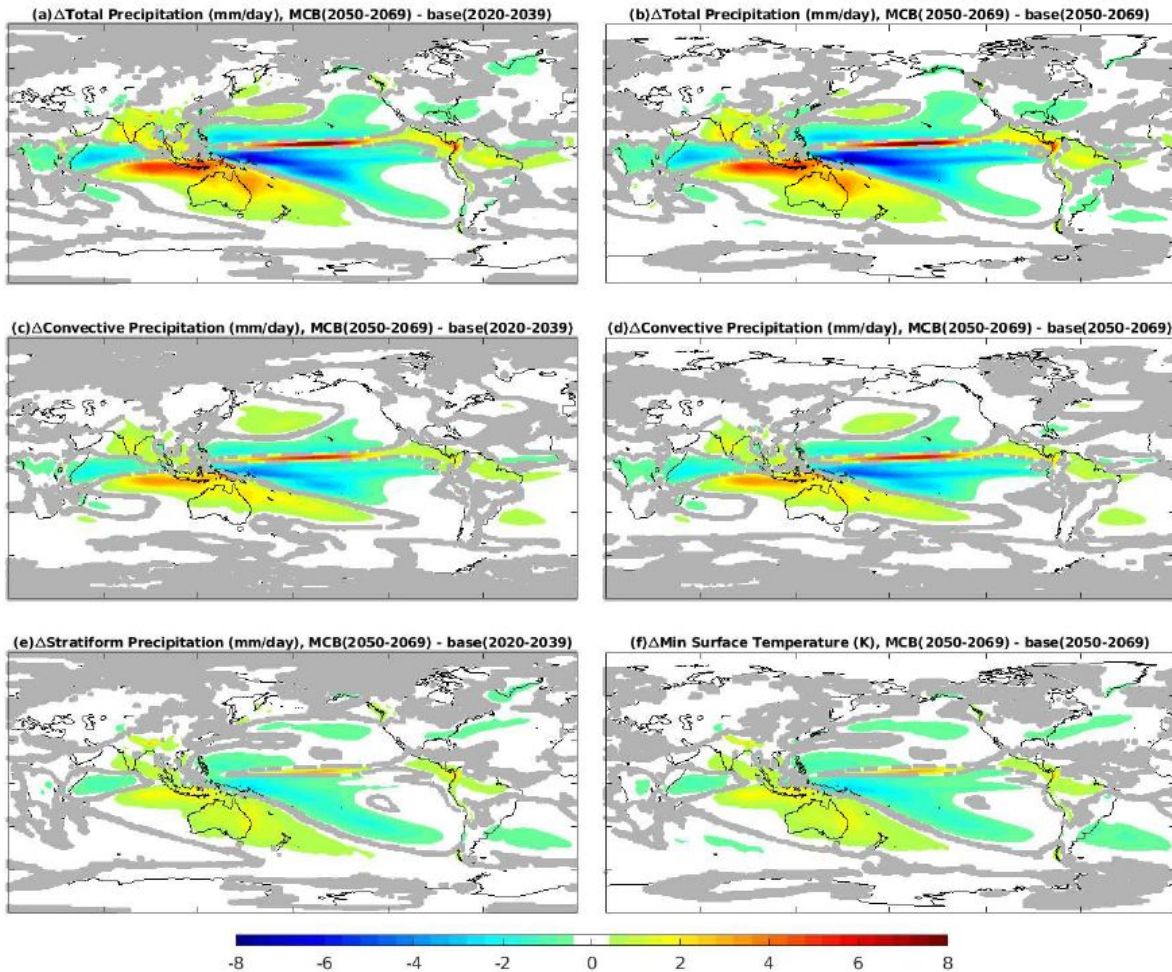 (a)ΔTotal Precipitation (mm/day), MCB(2050-2069) - base(2020-2039)
(b)ΔTotal Precipitation (mm/day), MCB(2050-2069) - base(2050-2069)
(c)ΔConvective Precipitation (mm/day), MCB(2050-2069) - base(2020-2039)
(d)ΔConvective Precipitation (mm/day), MCB(2050-2069) - base(2050-2069)
(e)ΔStratiform Precipitation (mm/day), MCB(2050-2069) - base(2020-2039)
(f)ΔMin Surface Temperature (K), MCB(2050-2069) - base(2050-2069)
-8 -6 -4 -2 0 2 4 6 8